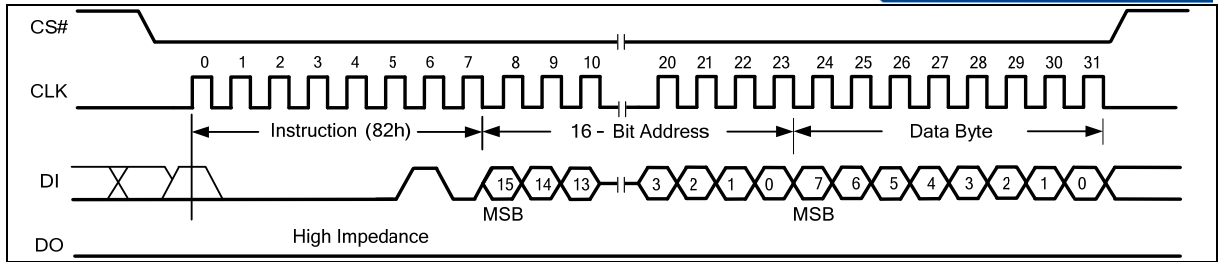 CS#
0 1 2 3 4 5 6 7 8 9 10 20 21 22 23 24 25 26 27 28 29 30 31
CLK
Instruction (82h) 16 - Bit Address Data Byte
DI 15 14 13 3 2 1 0 7 6 5 4 3 2 1 0
MSB MSB
High Impedance
DO